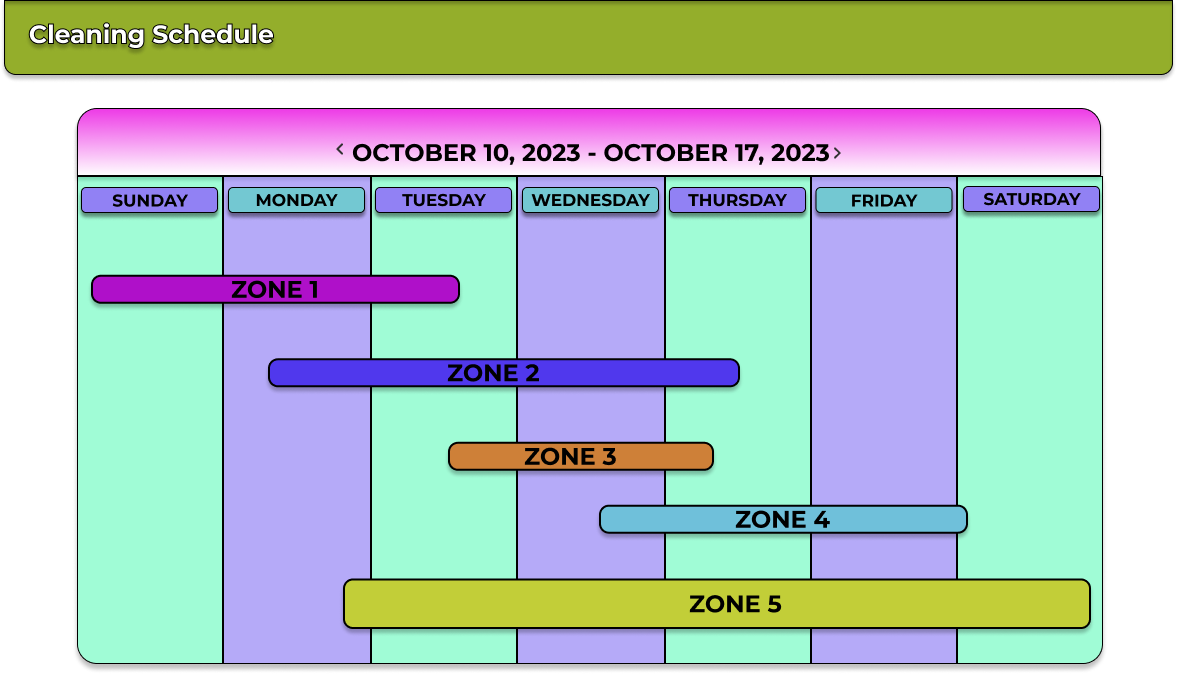 Cleaning Schedule
< OCTOBER 10, 2023 - OCTOBER 17, 2023 >
SUNDAY MONDAY TUESDAY WEDNESDAY THURSDAY FRIDAY SATURDAY
ZONE 1
ZONE 2
ZONE 3
ZONE 4
ZONE 5